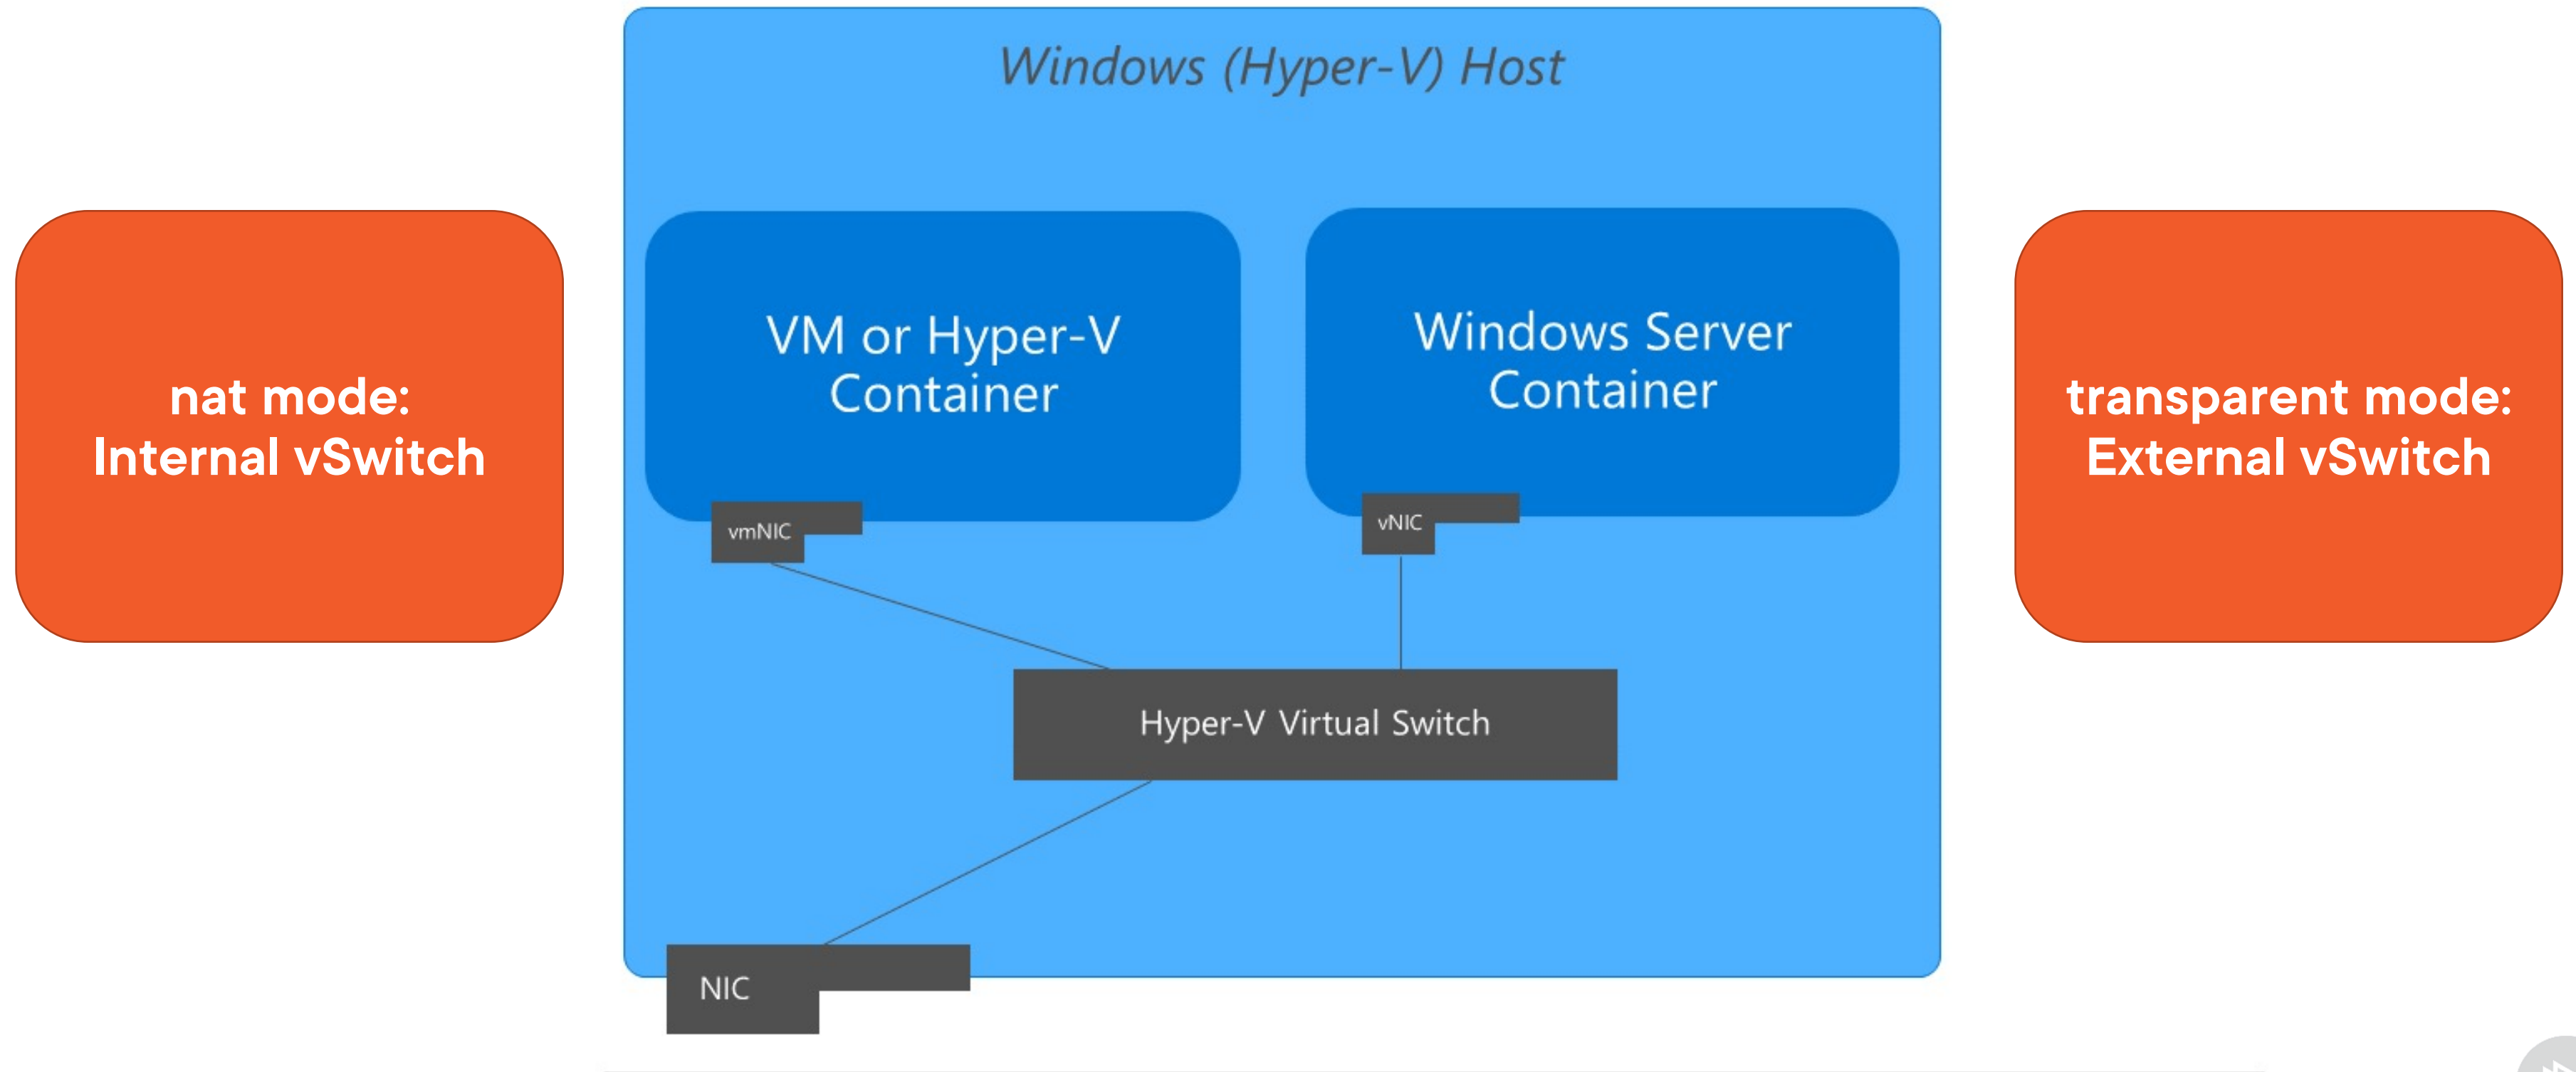 Windows (Hyper-V) Host
nat mode:
Internal vSwitch
VM or Hyper-V
Container
vmNIC
Windows Server
Container
vNIC
transparent mode:
External vSwitch
Hyper-V Virtual Switch
NIC